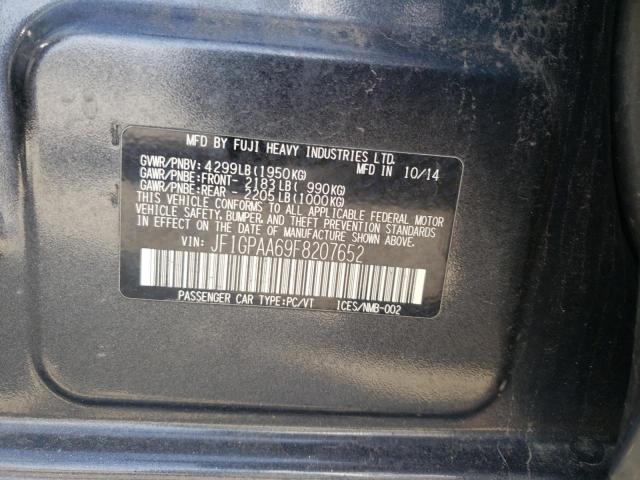 MFD BY FUJI HEAVY INDUSTRIES LTD.
GVWR/PNBV: 4299LB(1950KG) MFD IN 10/14
GAWR/PNBE:FRONT- 2183LB( 990KG)
GAWR/PNBE:REAR - 2205LB(1000KG)
THIS VEHICLE CONFORMS TO ALL APPLICABLE FEDERAL MOTOR
VEHICLE SAFETY, BUMPER, AND THEFT PREVENTION STANDARDS
IN EFFECT ON THE DATE OF MANUFACTURE SHOWN ABOVE.
VIN: JF1GPAA69F8207652
PASSENGER CAR TYPE:PC/VT ICES/NMB-002